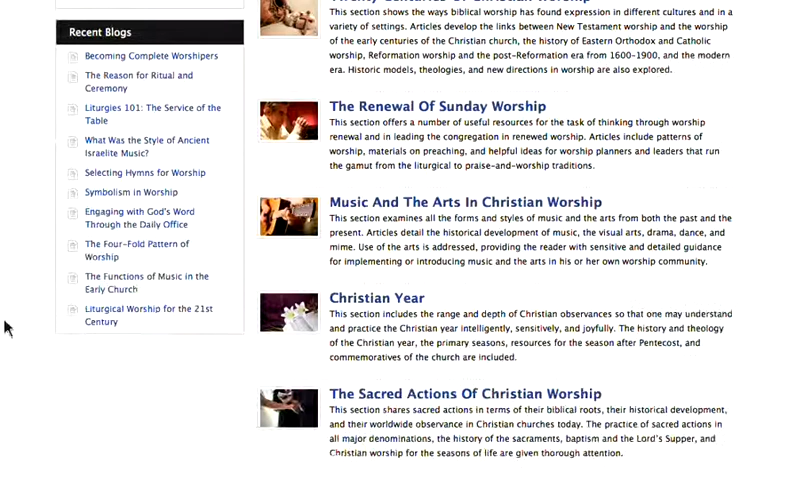 Recent Blogs
Becoming Complete Worshipers
The Reason for Ritual and
Ceremony
Liturgies 101: The Service of the
Table
What Was the Style of Ancient
Israelite Music?
Selecting Hymns for Worship
Symbolism in Worship
Engaging with God's Word
Through the Daily Office
The Four-Fold Pattern of
Worship
The Functions of Music in the
Early Church
Liturgical Worship for the 21st
Century
Twenty Centuries Of Christian Worship
This section shows the ways biblical worship has found expression in different cultures and in a
variety of settings. Articles develop the links between New Testament worship and the worship
of the early centuries of the Christian church, the history of Eastern Orthodox and Catholic
worship, Reformation worship and the post-Reformation era from 1600-1900, and the modern
era. Historic models, theologies, and new directions in worship are also explored.
The Renewal Of Sunday Worship
This section offers a number of useful resources for the task of thinking through worship
renewal and in leading the congregation in renewed worship. Articles include patterns of
worship, materials on preaching, and helpful ideas for worship planners and leaders that run
the gamut from the liturgical to praise-and-worship traditions.
Music And The Arts In Christian Worship
This section examines all the forms and styles of music and the arts from both the past and the
present. Articles detail the historical development of music, the visual arts, drama, dance, and
mime. Use of the arts is addressed, providing the reader with sensitive and detailed guidance
for implementing or introducing music and the arts in his or her own worship community.
Christian Year
This section includes the range and depth of Christian observances so that one may understand
and practice the Christian year intelligently, sensitively, and joyfully. The history and theology
of the Christian year, the primary seasons, resources for the season after Pentecost, and
commemoratives of the church are included.
The Sacred Actions Of Christian Worship
This section shares sacred actions in terms of their biblical roots, their historical development,
and their worldwide observance in Christian churches today. The practice of sacred actions in
all major denominations, the history of the sacraments, baptism and the Lord's Supper, and
Christian worship for the seasons of life are given thorough attention.